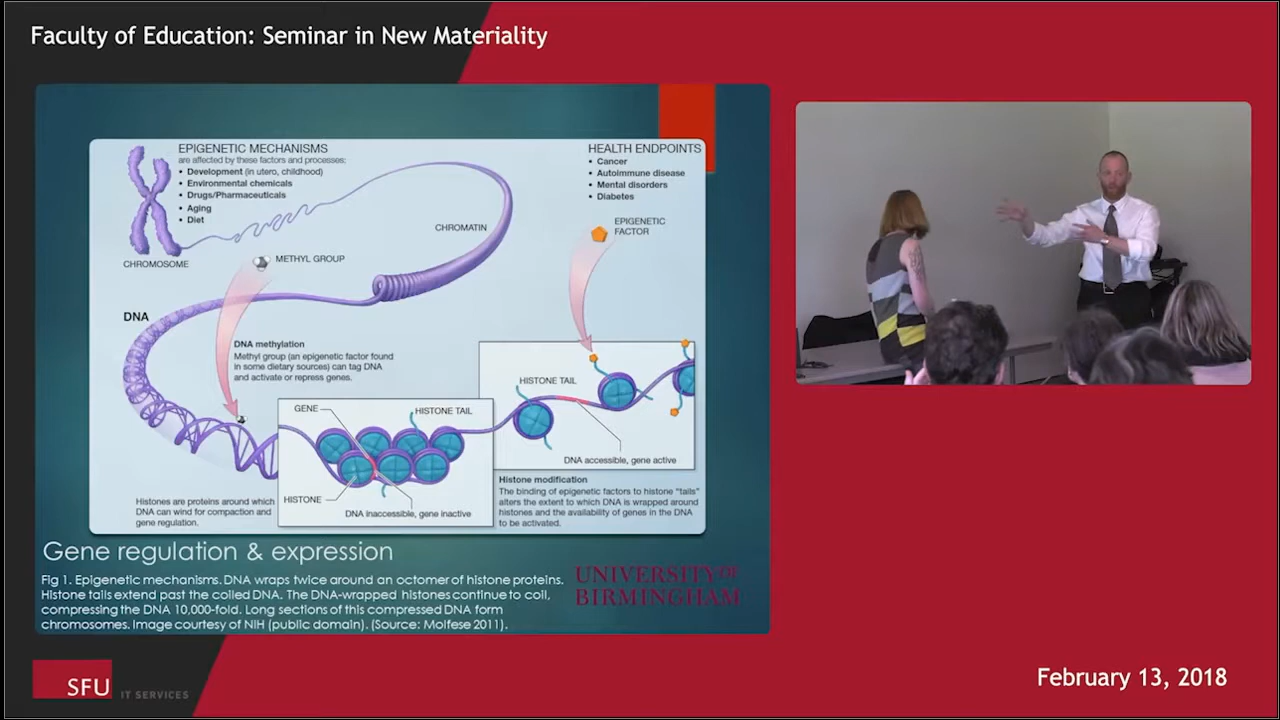 Faculty of Education: Seminar in New Materiality
EPIGENETIC MECHANISMS
are affected by these factors and processes:
• Development (in utero, childhood)
• Environmental chemicals
• Drugs/Pharmaceuticals
• Aging
• Diet
HEALTH ENDPOINTS
• Cancer
• Autoimmune disease
• Mental disorders
• Diabetes
EPIGENETIC
FACTOR
CHROMATIN
CHROMOSOME
METHYL GROUP
DNA
DNA methylation
Methyl group (an epigenetic factor found
in some dietary sources) can tag DNA
and activate or repress genes.
HISTONE TAIL
GENE
HISTONE TAIL
DNA accessible, gene active
HISTONE
DNA inaccessible, gene inactive
Histones are proteins around which
DNA can wind for compaction and
gene regulation.
Histone modification
The binding of epigenetic factors to histone “tails”
alters the extent to which DNA is wrapped around
histones and the availability of genes in the DNA
to be activated.
Gene regulation & expression
Fig 1. Epigenetic mechanisms. DNA wraps twice around an octomer of histone proteins.
Histone tails extend past the coiled DNA. The DNA-wrapped histones continue to coil,
compressing the DNA 10,000-fold. Long sections of this compressed DNA form
chromosomes. Image courtesy of NIH (public domain). (Source: Molfese 2011).
UNIVERSITY OF
BIRMINGHAM
SFU IT SERVICES
February 13, 2018